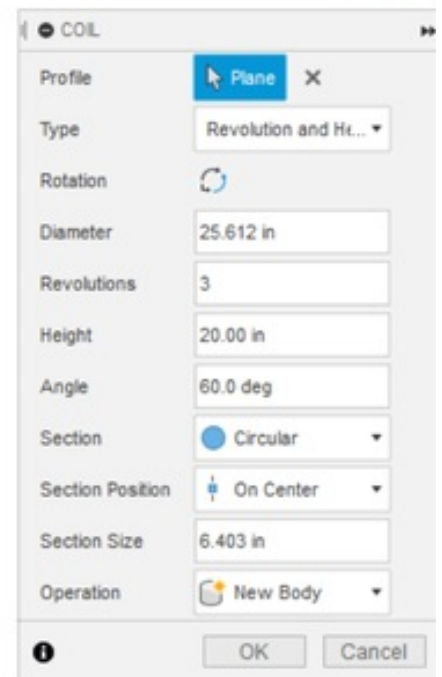 COIL
Profile Plane
Type Revolution and He...
Rotation
Diameter 25.612 in
Revolutions 3
Height 20.00 in
Angle 60.0 deg
Section Circular
Section Position On Center
Section Size 6.403 in
Operation New Body
OK Cancel